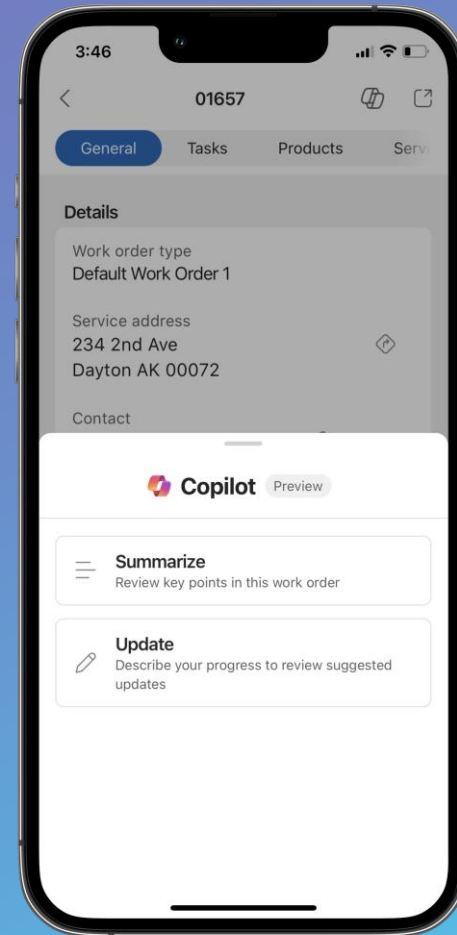 3:46
01657
General Tasks Products Serv
Details
Work order type
Default Work Order 1
Service address
234 2nd Ave
Dayton AK 00072
Contact
Copilot Preview
Summarize
Review key points in this work order
Update
Describe your progress to review suggested
updates